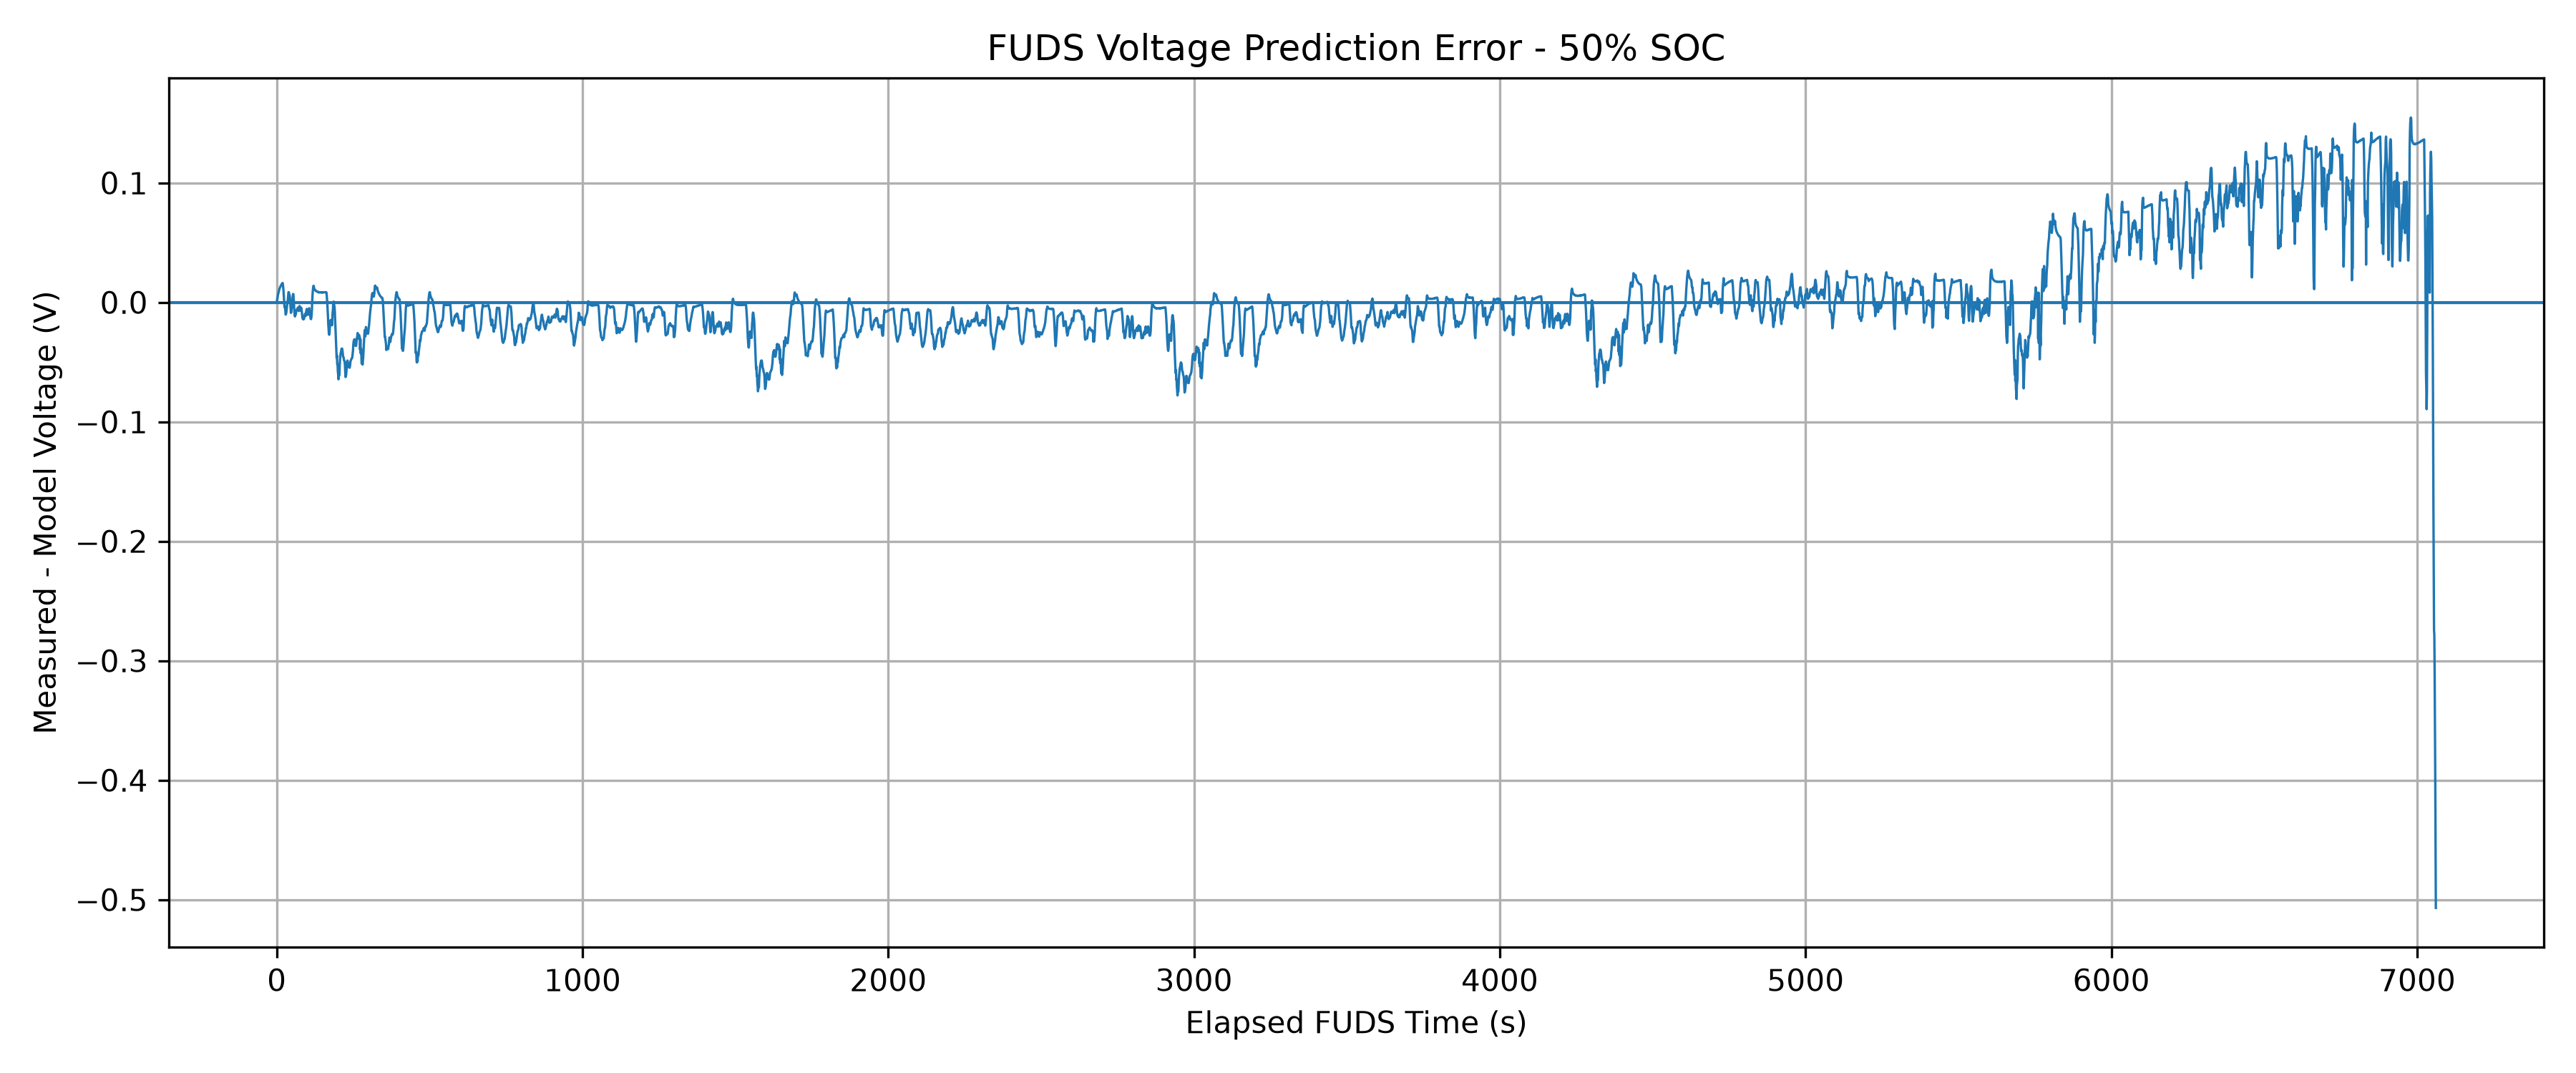 FUDS Voltage Prediction Error - 50% SOC
Measured - Model Voltage (V)
0.1
0.0
−0.1
−0.2
−0.3
−0.4
−0.5
0 1000 2000 3000 4000 5000 6000 7000
Elapsed FUDS Time (s)